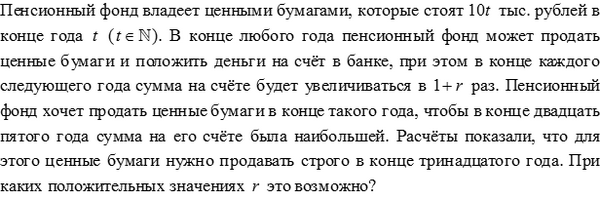 Пенсионный фонд владеет ценными бумагами, которые стоят 10t тыс. рублей в
конце года t (t ∈ ℕ). В конце любого года пенсионный фонд может продать
ценные бумаги и положить деньги на счёт в банке, при этом в конце каждого
следующего года сумма на счёте будет увеличиваться в 1+r раз. Пенсионный
фонд хочет продать ценные бумаги в конце такого года, чтобы в конце двадцать
пятого года сумма на его счёте была наибольшей. Расчёты показали, что для
этого ценные бумаги нужно продавать строго в конце тринадцатого года. При
каких положительных значениях r это возможно?